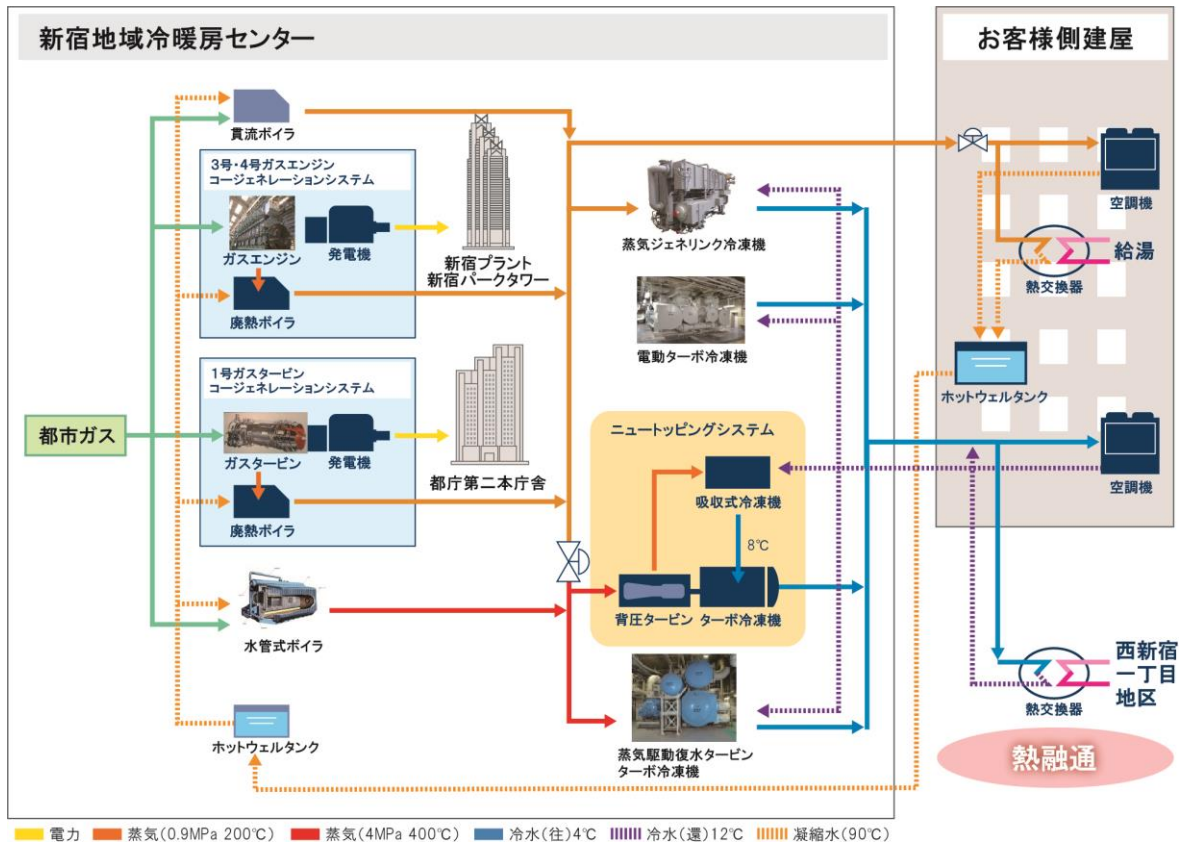 新宿地域冷暖房センター
お客様側建屋
貫流ボイラ
3号・4号ガスエンジン
コージェネレーションシステム
ガスエンジン
発電機
廃熱ボイラ
新宿プラント
新宿パークタワー
蒸気ジェネリンク冷凍機
空調機
給湯
熱交換器
電動ターボ冷凍機
1号ガスタービン
コージェネレーションシステム
ガスタービン
発電機
廃熱ボイラ
都庁第二本庁舎
都市ガス
ホットウェルタンク
ニュートッピングシステム
吸収式冷凍機
8℃
背圧タービン
ターボ冷凍機
空調機
水管式ボイラ
西新宿
一丁目
地区
熱交換器
ホットウェルタンク
蒸気駆動復水タービン
ターボ冷凍機
熱融通
電力
蒸気(0.9MPa 200℃)
蒸気(4MPa 400℃)
冷水(往)4℃
冷水(還)12℃
凝縮水(90℃)